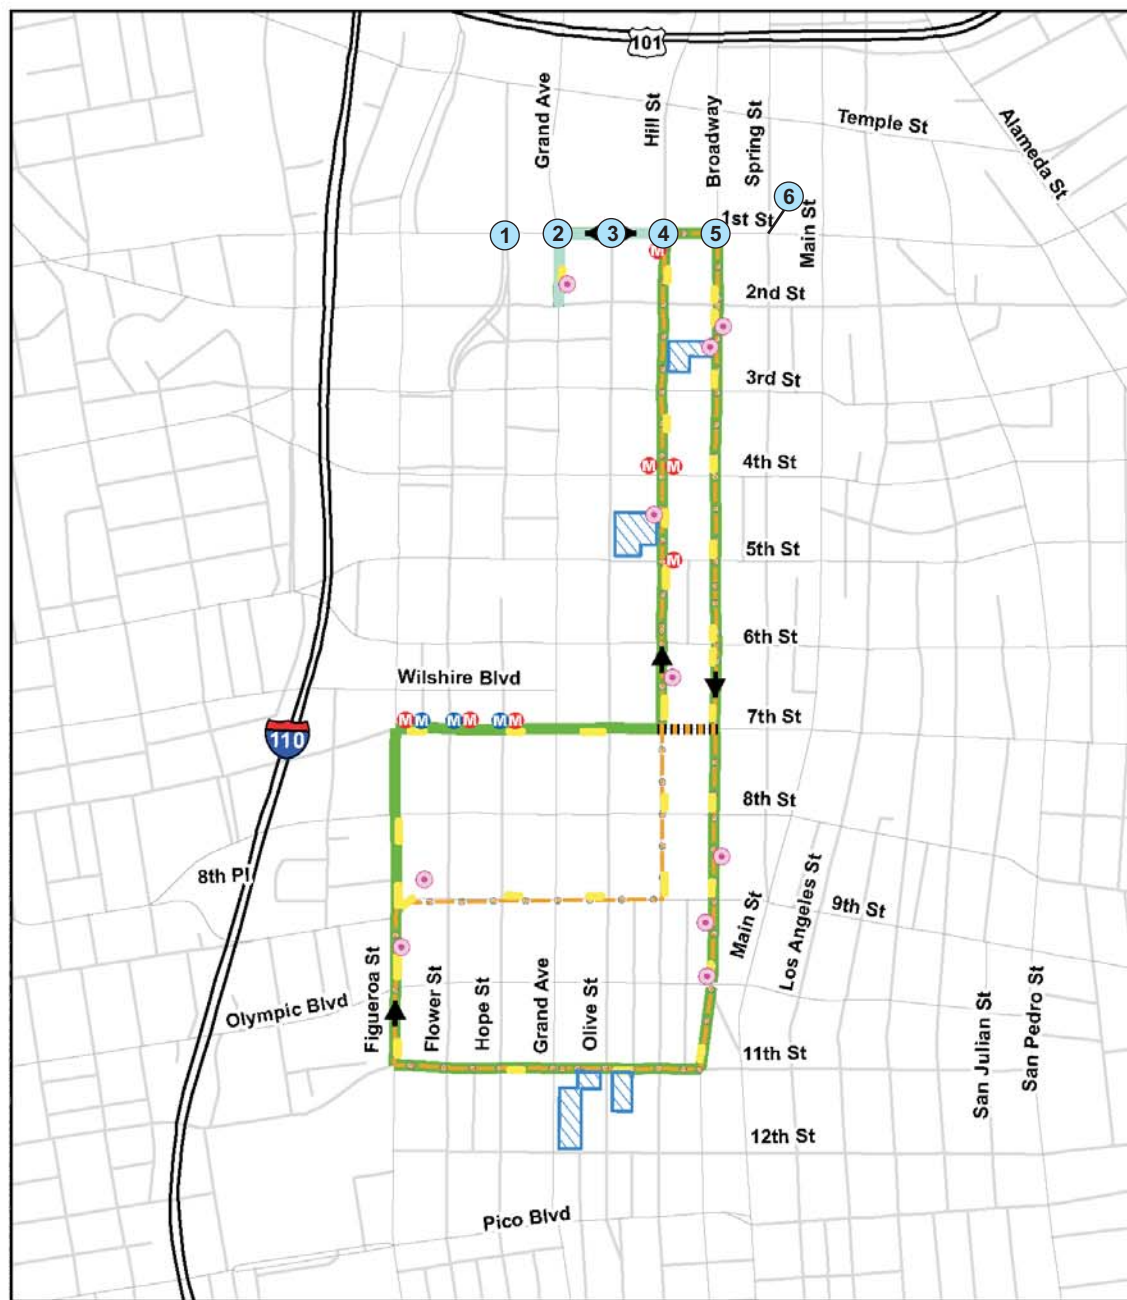 101
Grand Ave
Hill St
Broadway
Spring St
Temple St
Alameda St
6
1st St
Main St
1
2
3
4
5
M
2nd St
3rd St
4th St
M
M
5th St
M
6th St
Wilshire Blvd
7th St
M
M
M
M
M
M
110
8th St
8th Pl
Main St
Los Angeles St
9th St
Olympic Blvd
Figueroa St
Flower St
Hope St
Grand Ave
Olive St
San Julian St
San Pedro St
11th St
12th St
Pico Blvd